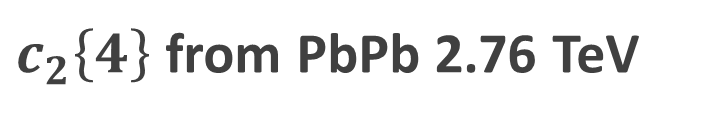 c₂{4} from PbPb 2.76 TeV